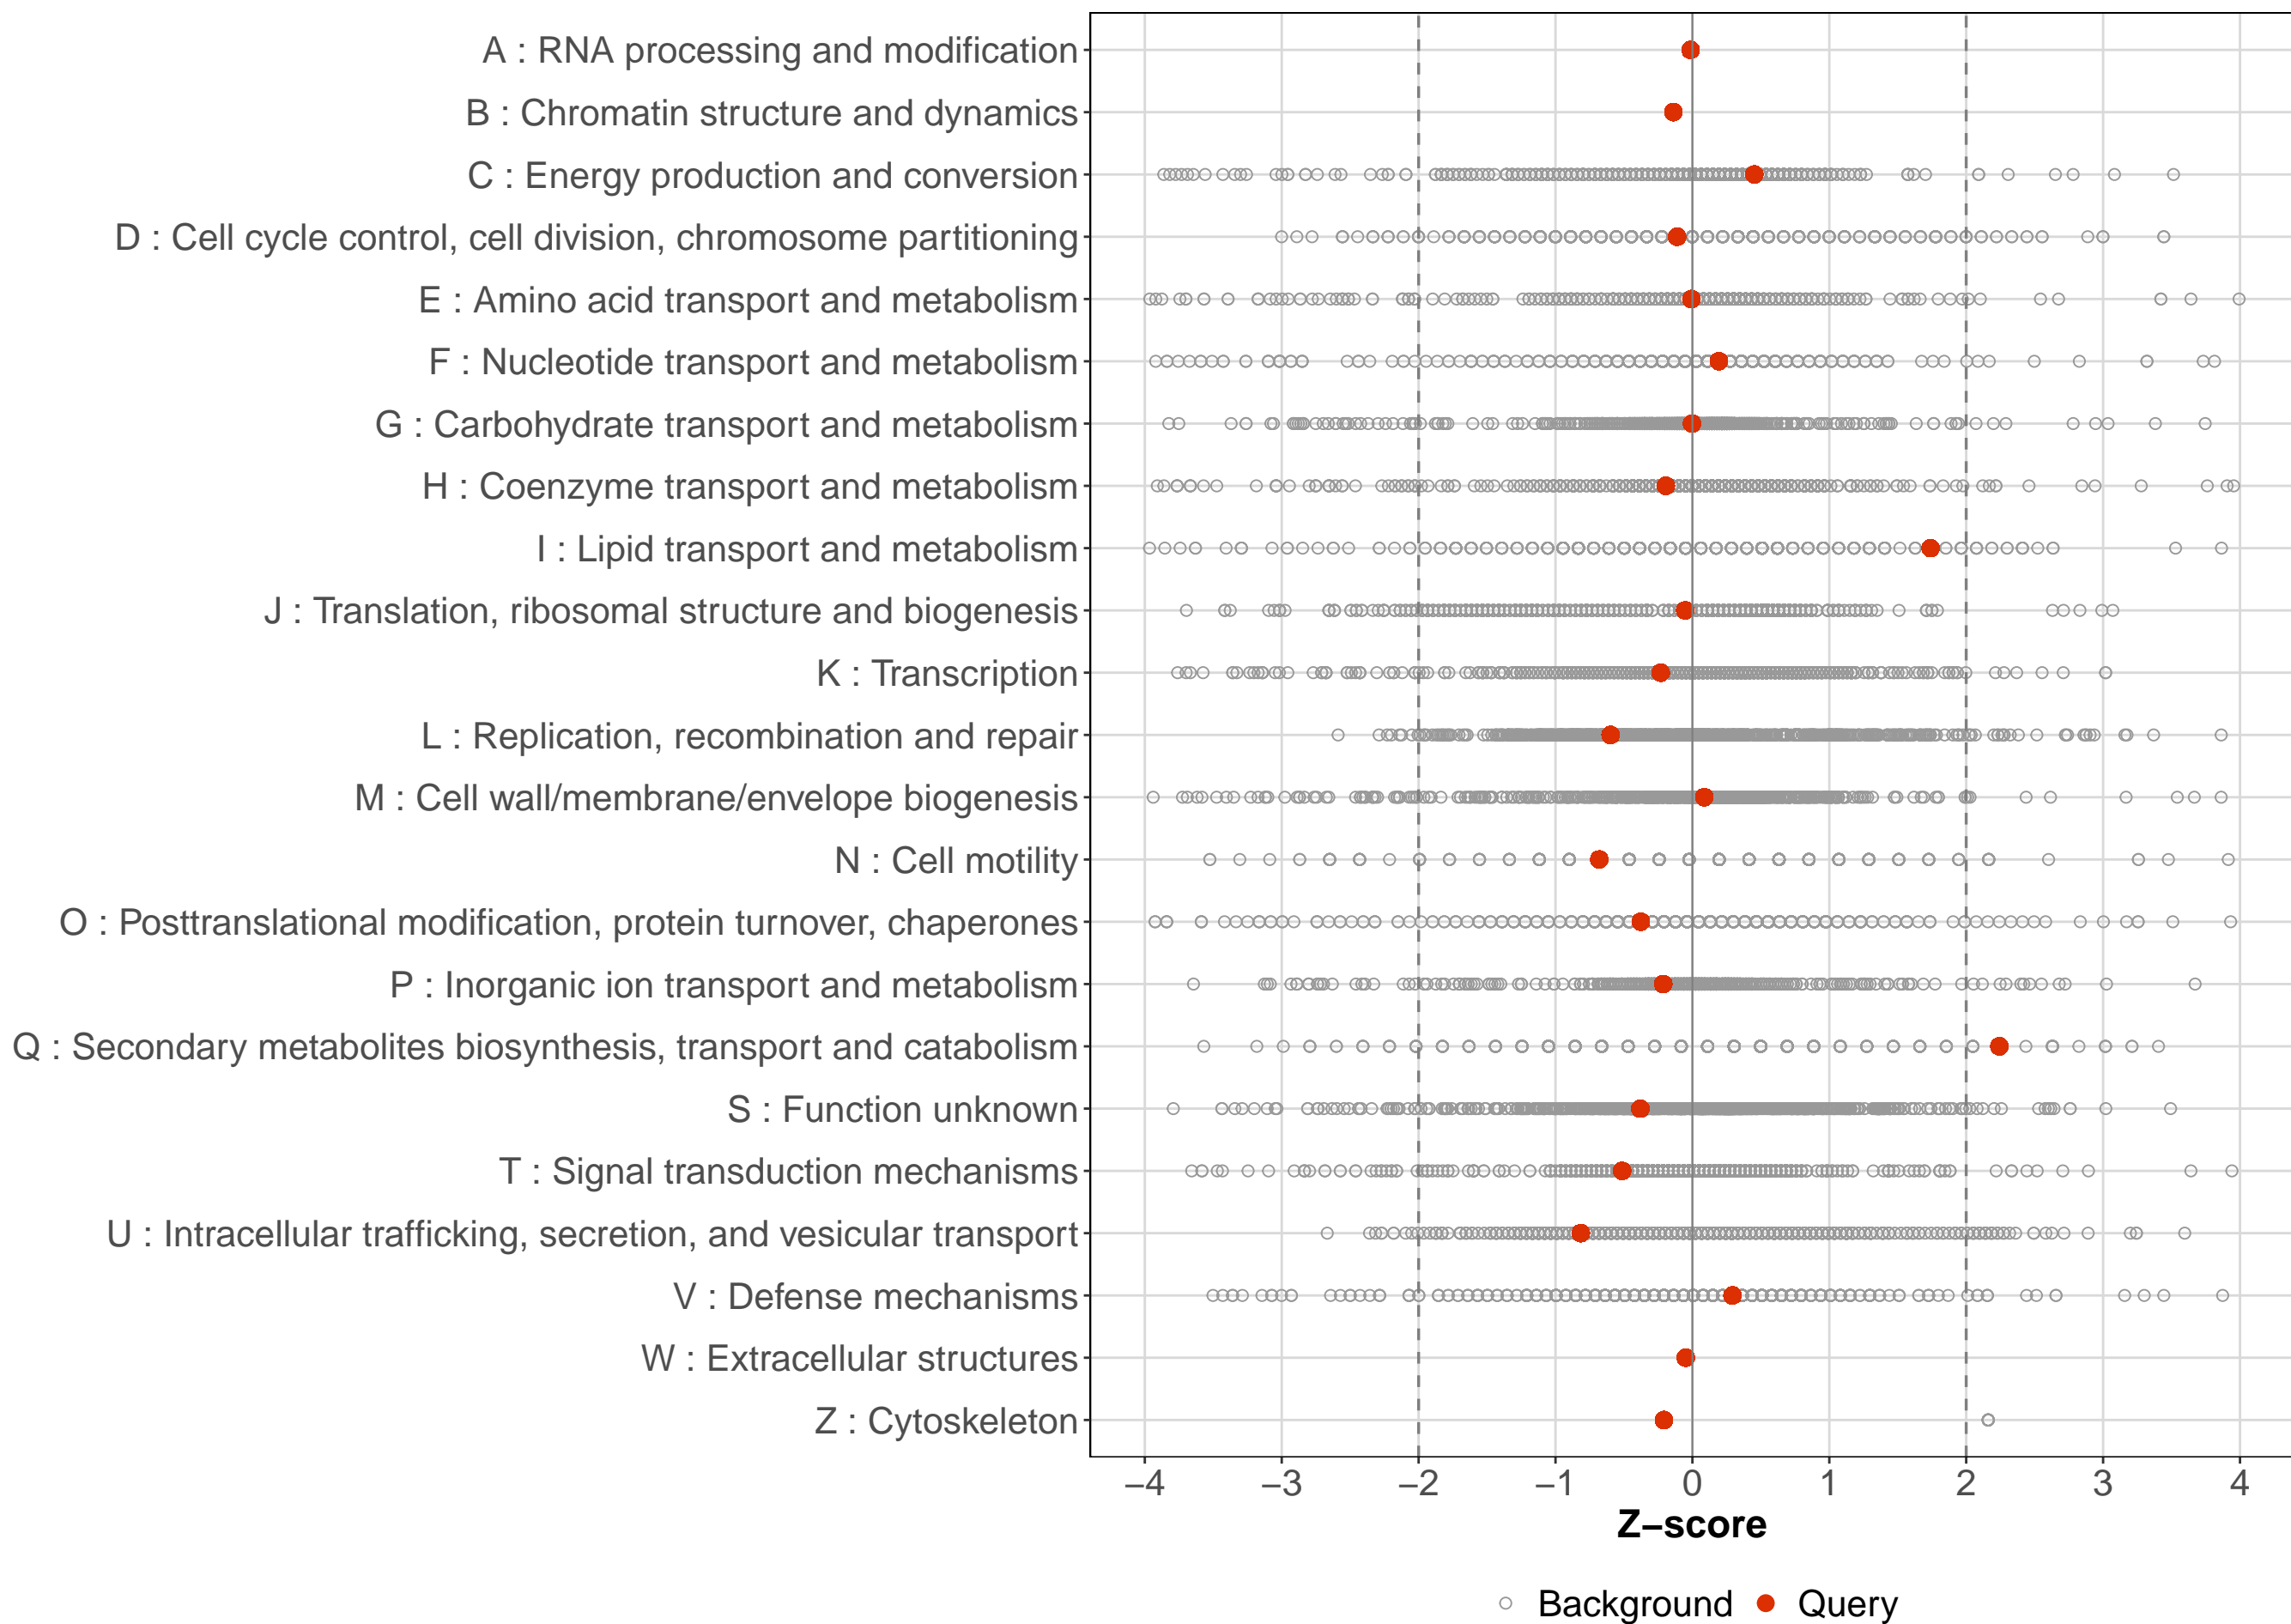 A : RNA processing and modification
B : Chromatin structure and dynamics
C : Energy production and conversion
D : Cell cycle control, cell division, chromosome partitioning
E : Amino acid transport and metabolism
F : Nucleotide transport and metabolism
G : Carbohydrate transport and metabolism
H : Coenzyme transport and metabolism
I : Lipid transport and metabolism
J : Translation, ribosomal structure and biogenesis
K : Transcription
L : Replication, recombination and repair
M : Cell wall/membrane/envelope biogenesis
N : Cell motility
O : Posttranslational modification, protein turnover, chaperones
P : Inorganic ion transport and metabolism
Q : Secondary metabolites biosynthesis, transport and catabolism
S : Function unknown
T : Signal transduction mechanisms
U : Intracellular trafficking, secretion, and vesicular transport
V : Defense mechanisms
W : Extracellular structures
Z : Cytoskeleton
−4 −3 −2 −1 0 1 2 3 4
Z−score
Background Query